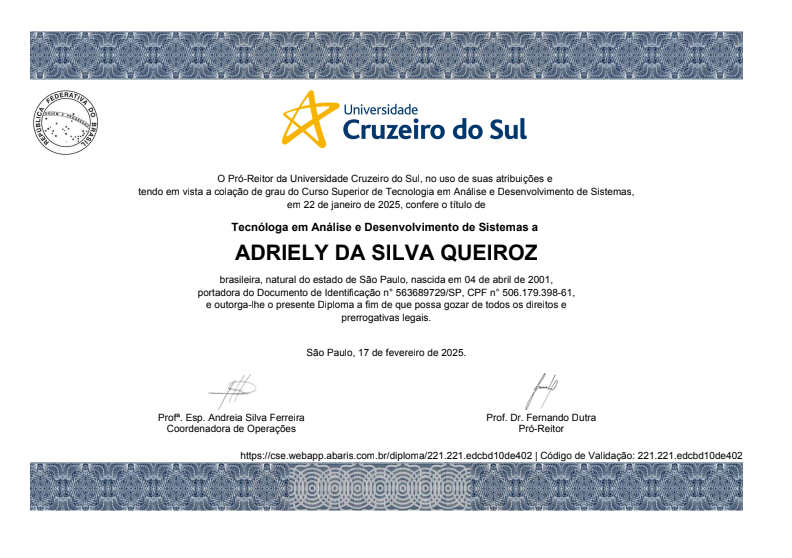 REPÚBLICA FEDERATIVA DO BRASIL
ORDEM E PROGRESSO
Universidade
Cruzeiro do Sul
O Pró-Reitor da Universidade Cruzeiro do Sul, no uso de suas atribuições e
tendo em vista a colação de grau do Curso Superior de Tecnologia em Análise e Desenvolvimento de Sistemas,
em 22 de janeiro de 2025, confere o título de
Tecnóloga em Análise e Desenvolvimento de Sistemas a
ADRIELY DA SILVA QUEIROZ
brasileira, natural do estado de São Paulo, nascida em 04 de abril de 2001,
portadora do Documento de Identificação n° 563689729/SP, CPF n° 506.179.398-61,
e outorga-lhe o presente Diploma a fim de que possa gozar de todos os direitos e
prerrogativas legais.
São Paulo, 17 de fevereiro de 2025.
Profª. Esp. Andreia Silva Ferreira
Coordenadora de Operações
Prof. Dr. Fernando Dutra
Pró-Reitor
https://cse.webapp.abaris.com.br/diploma/221.221.edcbd10de402 | Código de Validação: 221.221.edcbd10de402